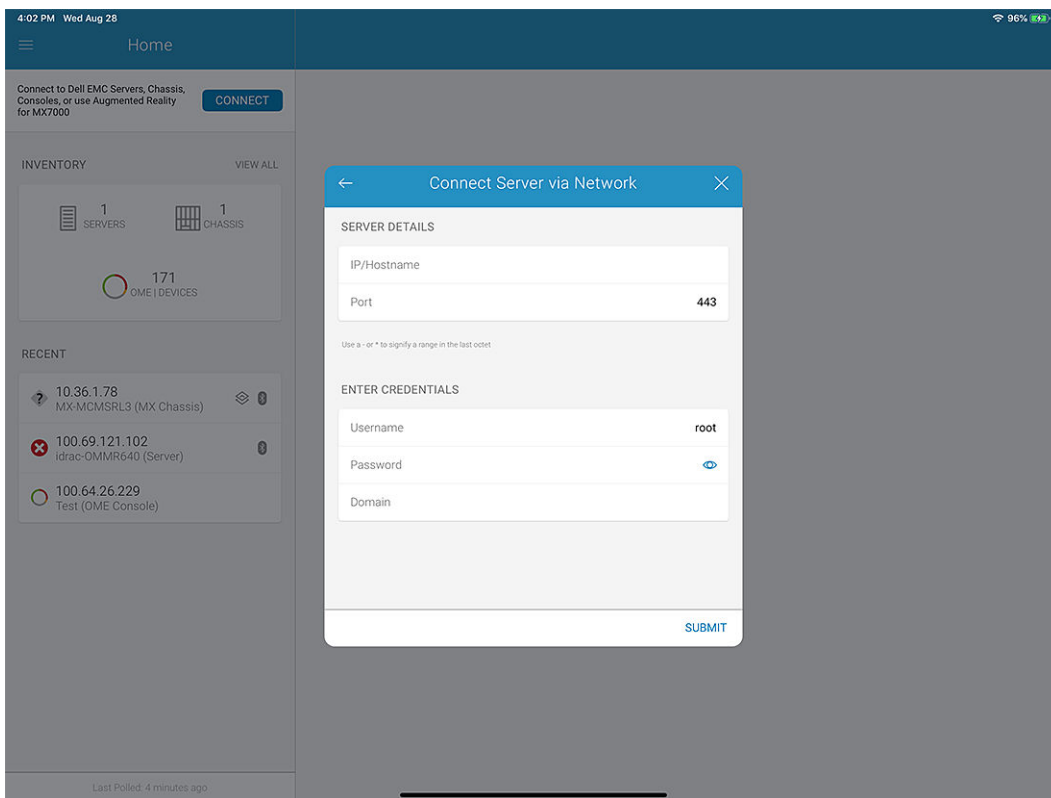 4:02 PM Wed Aug 28
96%
Home
Connect to Dell EMC Servers, Chassis,
Consoles, or use Augmented Reality
for MX7000
CONNECT
INVENTORY
VIEW ALL
1
SERVERS
1
CHASSIS
171
OME | DEVICES
RECENT
10.36.1.78
MX-MCMSRL3 (MX Chassis)
100.69.121.102
idrac-OMMR640 (Server)
100.64.26.229
Test (OME Console)
Last Polled: 4 minutes ago
Connect Server via Network
SERVER DETAILS
IP/Hostname
Port 443
Use a - or * to signify a range in the last octet
ENTER CREDENTIALS
Username root
Password
Domain
SUBMIT